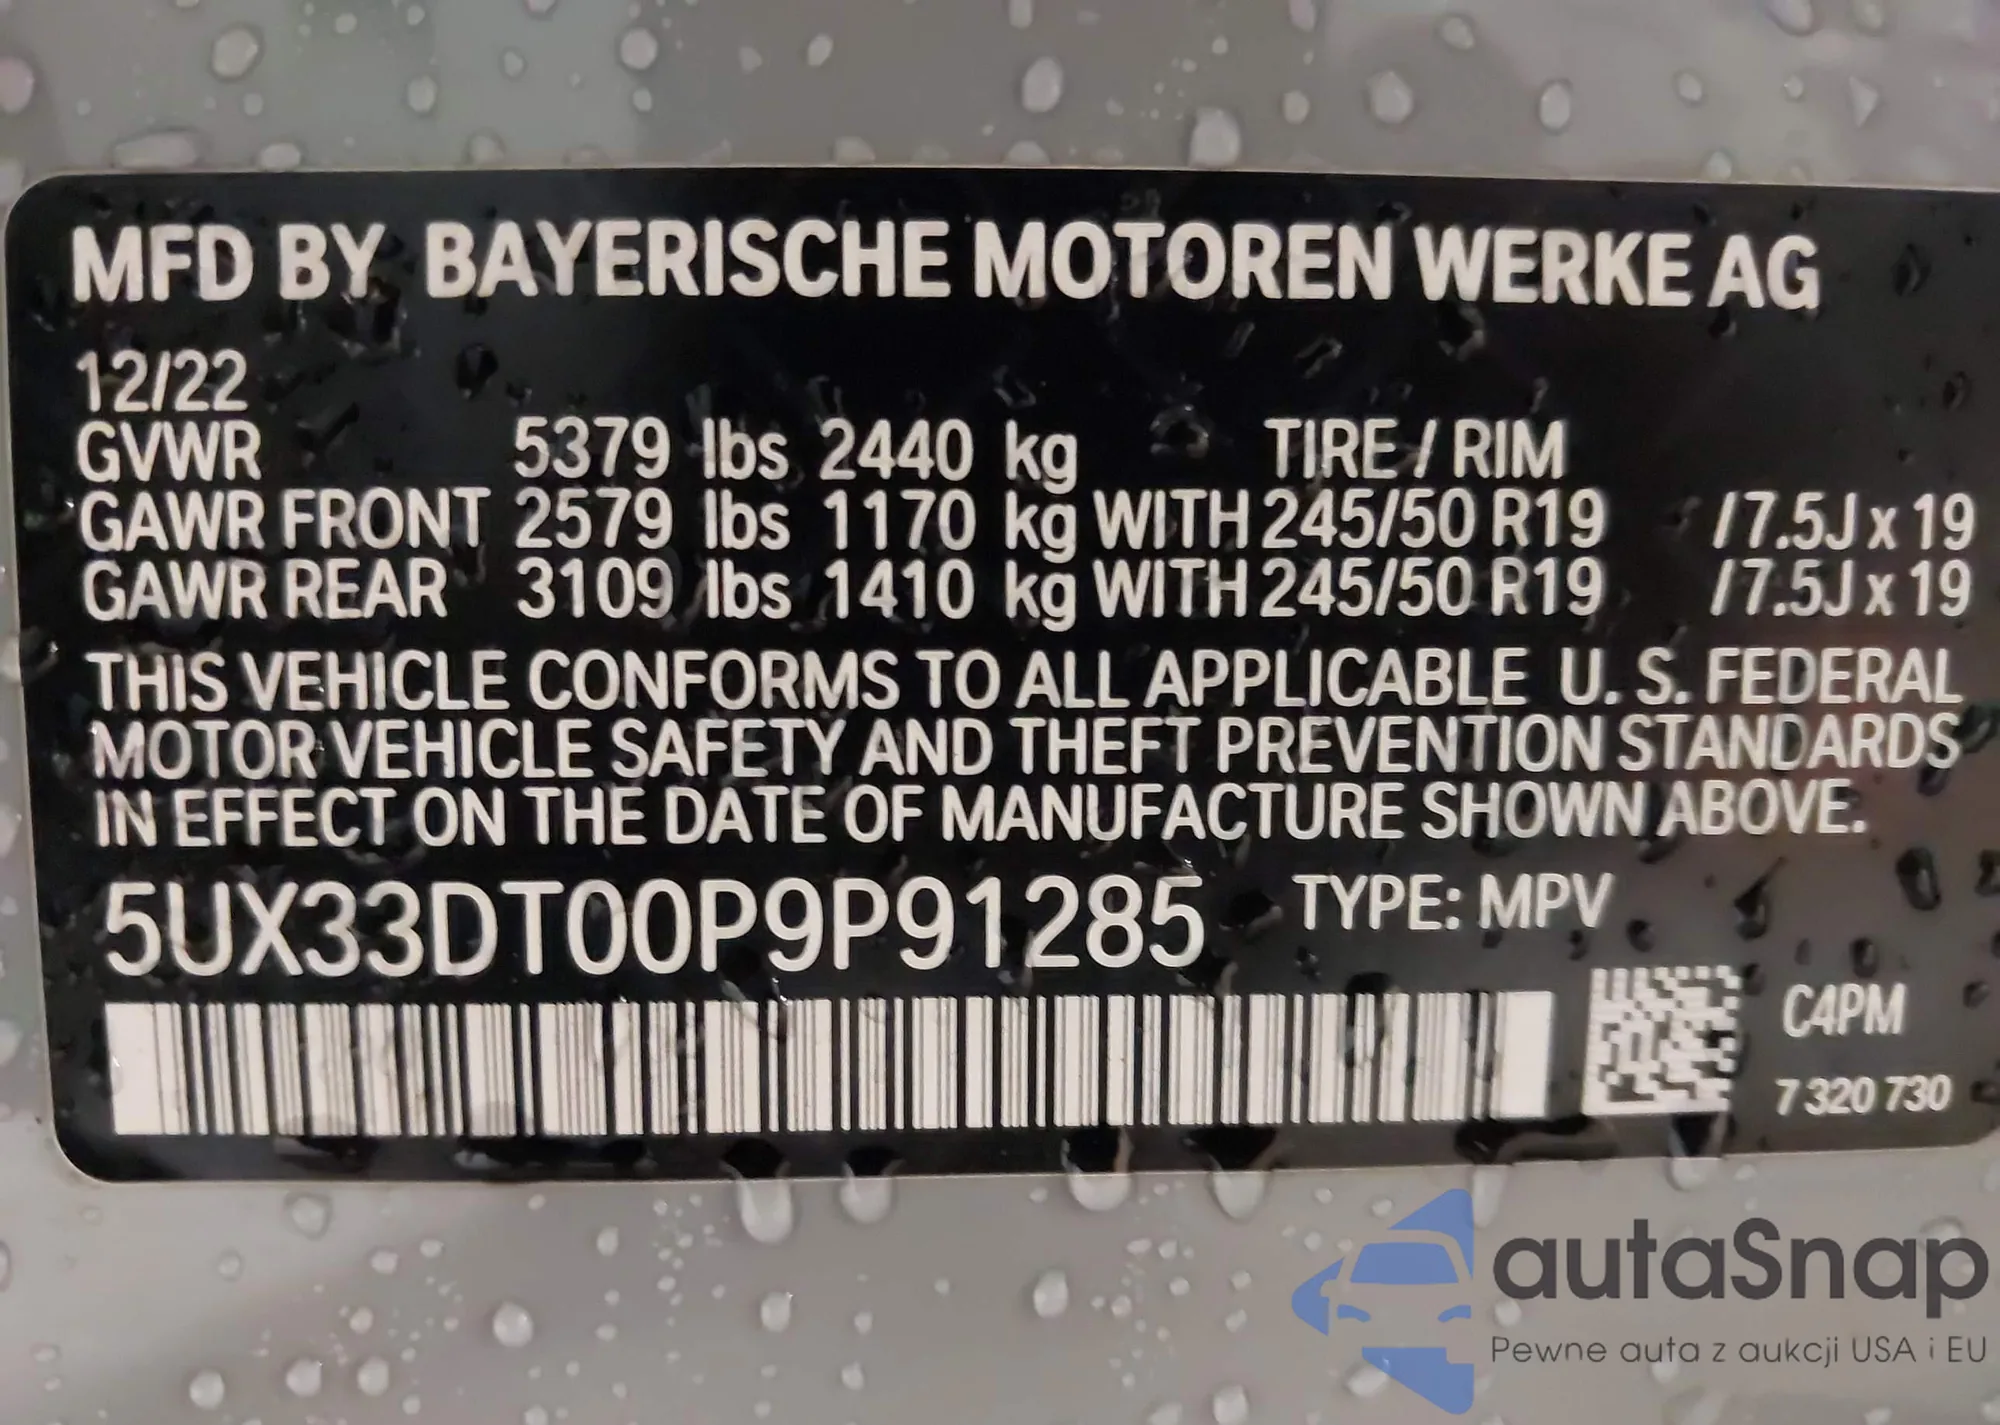 MFD BY BAYERISCHE MOTOREN WERKE AG
12/22
GVWR 5379 lbs 2440 kg TIRE / RIM
GAWR FRONT 2579 lbs 1170 kg WITH 245/50 R19 /7.5J x 19
GAWR REAR 3109 lbs 1410 kg WITH 245/50 R19 /7.5J x 19
THIS VEHICLE CONFORMS TO ALL APPLICABLE U. S. FEDERAL
MOTOR VEHICLE SAFETY AND THEFT PREVENTION STANDARDS
IN EFFECT ON THE DATE OF MANUFACTURE SHOWN ABOVE.
5UX33DT00P9P91285 TYPE: MPV
C4PM
7 320 730
autaSnap
Pewne auta z aukcji USA i EU